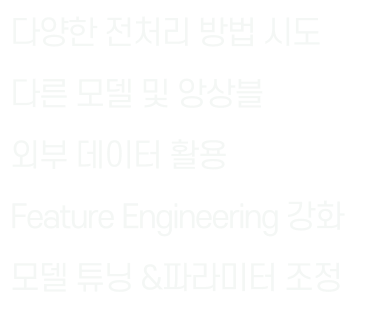 다양한 전처리 방법 시도
다른 모델 및 앙상블
외부 데이터 활용
Feature Engineering 강화
모델 튜닝 &파라미터 조정